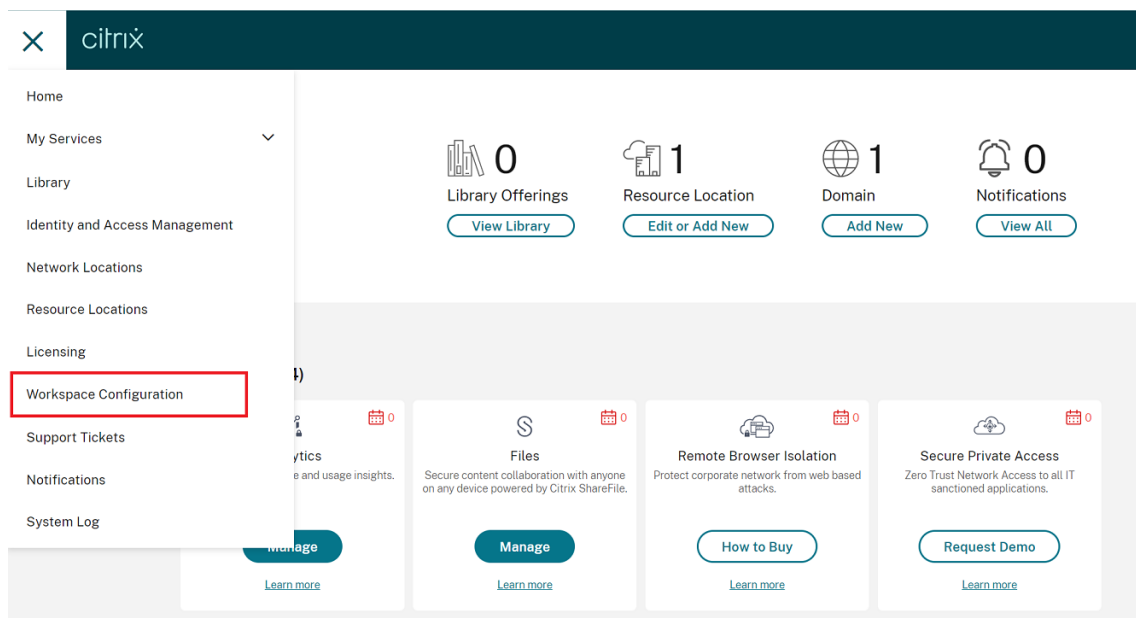 citrix
Home
My Services
Library
Identity and Access Management
Network Locations
Resource Locations
Licensing
Workspace Configuration
Support Tickets
Notifications
System Log
0
Library Offerings
View Library
1
Resource Location
Edit or Add New
1
Domain
Add New
0
Notifications
View All
4)
0
ytics
e and usage insights.
Manage
Learn more
0
Files
Secure content collaboration with anyone
on any device powered by Citrix ShareFile.
Manage
Learn more
0
Remote Browser Isolation
Protect corporate network from web based
attacks.
How to Buy
Learn more
0
Secure Private Access
Zero Trust Network Access to all IT
sanctioned applications.
Request Demo
Learn more